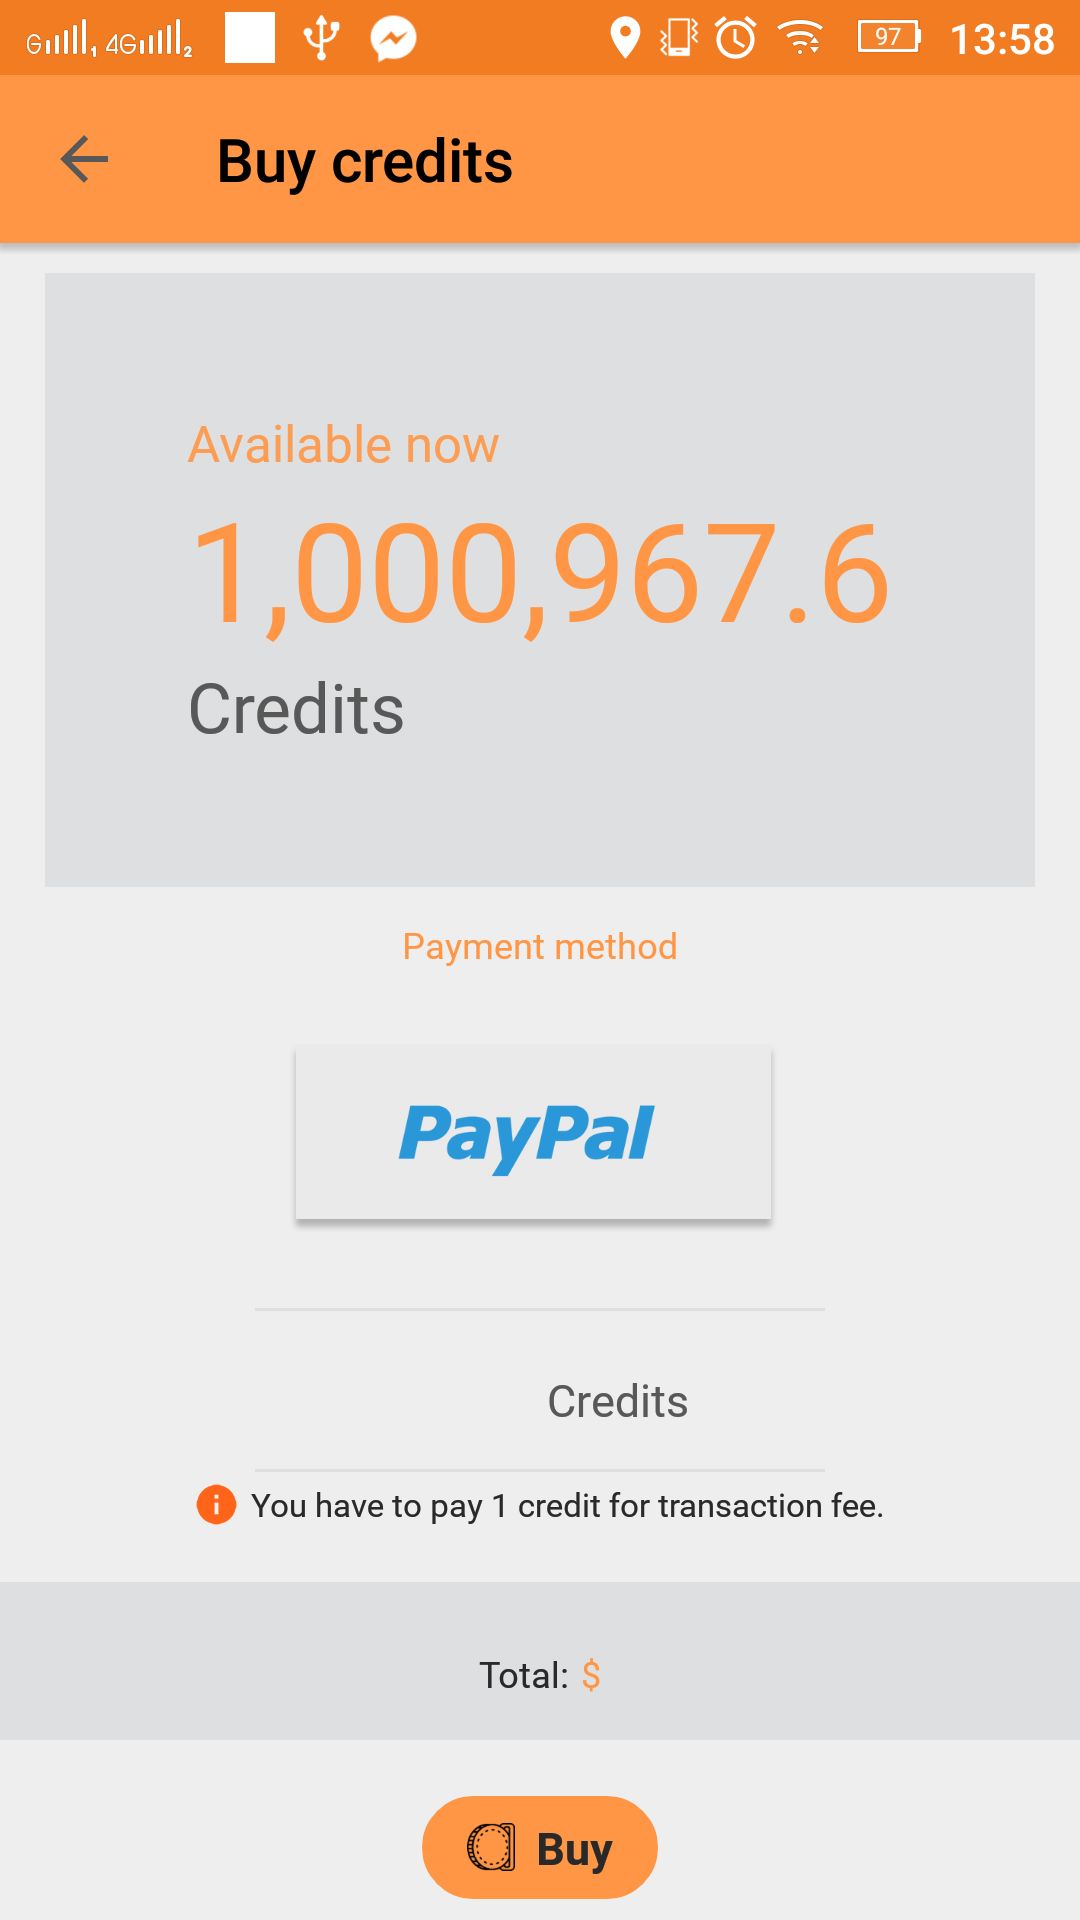 G 1 4G 2 97 13:58
Buy credits
Available now
1,000,967.6
Credits
Payment method
PayPal
Credits
You have to pay 1 credit for transaction fee.
Total: $
Buy